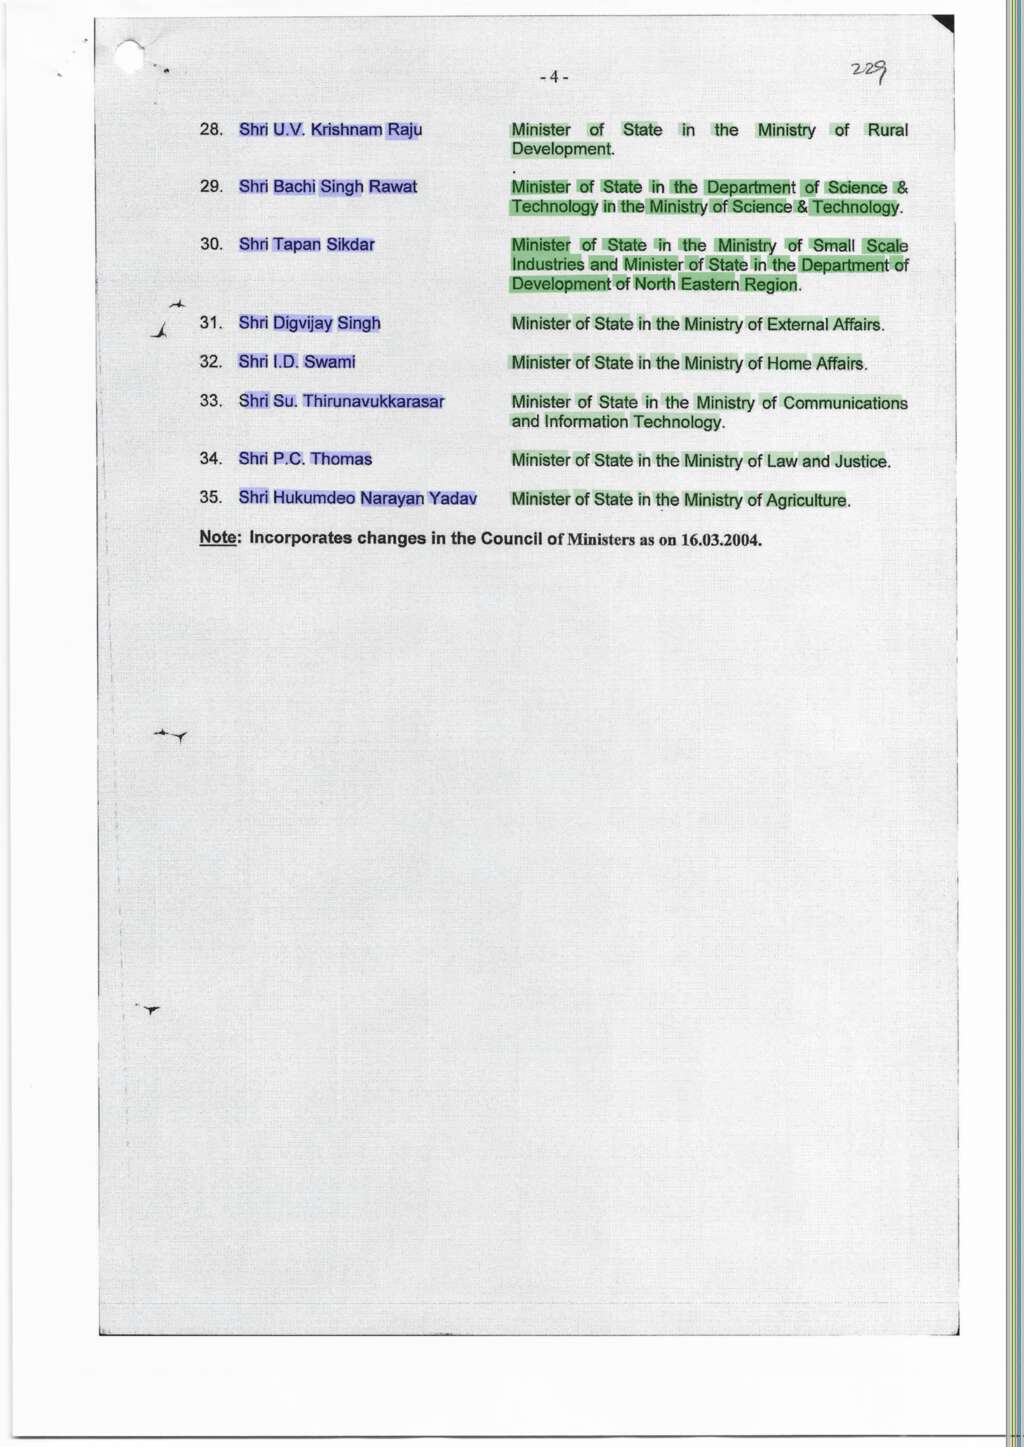 - 4 -
229
28. Shri U.V. Krishnam Raju Minister of State in the Ministry of Rural
Development.
29. Shri Bachi Singh Rawat Minister of State in the Department of Science &
Technology in the Ministry of Science & Technology.
30. Shri Tapan Sikdar Minister of State in the Ministry of Small Scale
Industries and Minister of State in the Department of
Development of North Eastern Region.
31. Shri Digvijay Singh Minister of State in the Ministry of External Affairs.
32. Shri I.D. Swami Minister of State in the Ministry of Home Affairs.
33. Shri Su. Thirunavukkarasar Minister of State in the Ministry of Communications
and Information Technology.
34. Shri P.C. Thomas Minister of State in the Ministry of Law and Justice.
35. Shri Hukumdeo Narayan Yadav Minister of State in the Ministry of Agriculture.
Note: Incorporates changes in the Council of Ministers as on 16.03.2004.